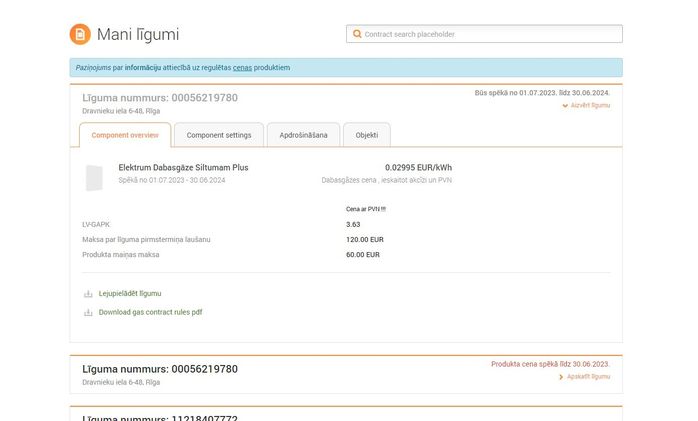 Mani līgumi
Contract search placeholder
Paziņojums par informāciju attiecībā uz regulētas cenas produktiem
Līguma nummurs: 00056219780
Būs spēkā no 01.07.2023. līdz 30.06.2024.
Dravnieku iela 6-48, Rīga
Aizvērt līgumu
Component overview
Component settings
Apdrošināšana
Objekti
Elektrum Dabasgāze Siltumam Plus
0.02995 EUR/kWh
Spēkā no 01.07.2023 - 30.06.2024
Dabasgāzes cena , ieskaitot akcīzi un PVN
Cena ar PVN !!!
LV-GAPK
3.63
Maksa par līguma pirmstermiņa laušanu
120.00 EUR
Produkta maiņas maksa
60.00 EUR
Lejupielādēt līgumu
Download gas contract rules pdf
Līguma nummurs: 00056219780
Produkta cena spēkā līdz 30.06.2023.
Dravnieku iela 6-48, Rīga
Apskatīt līgumu
Līguma nummurs: 11218407772